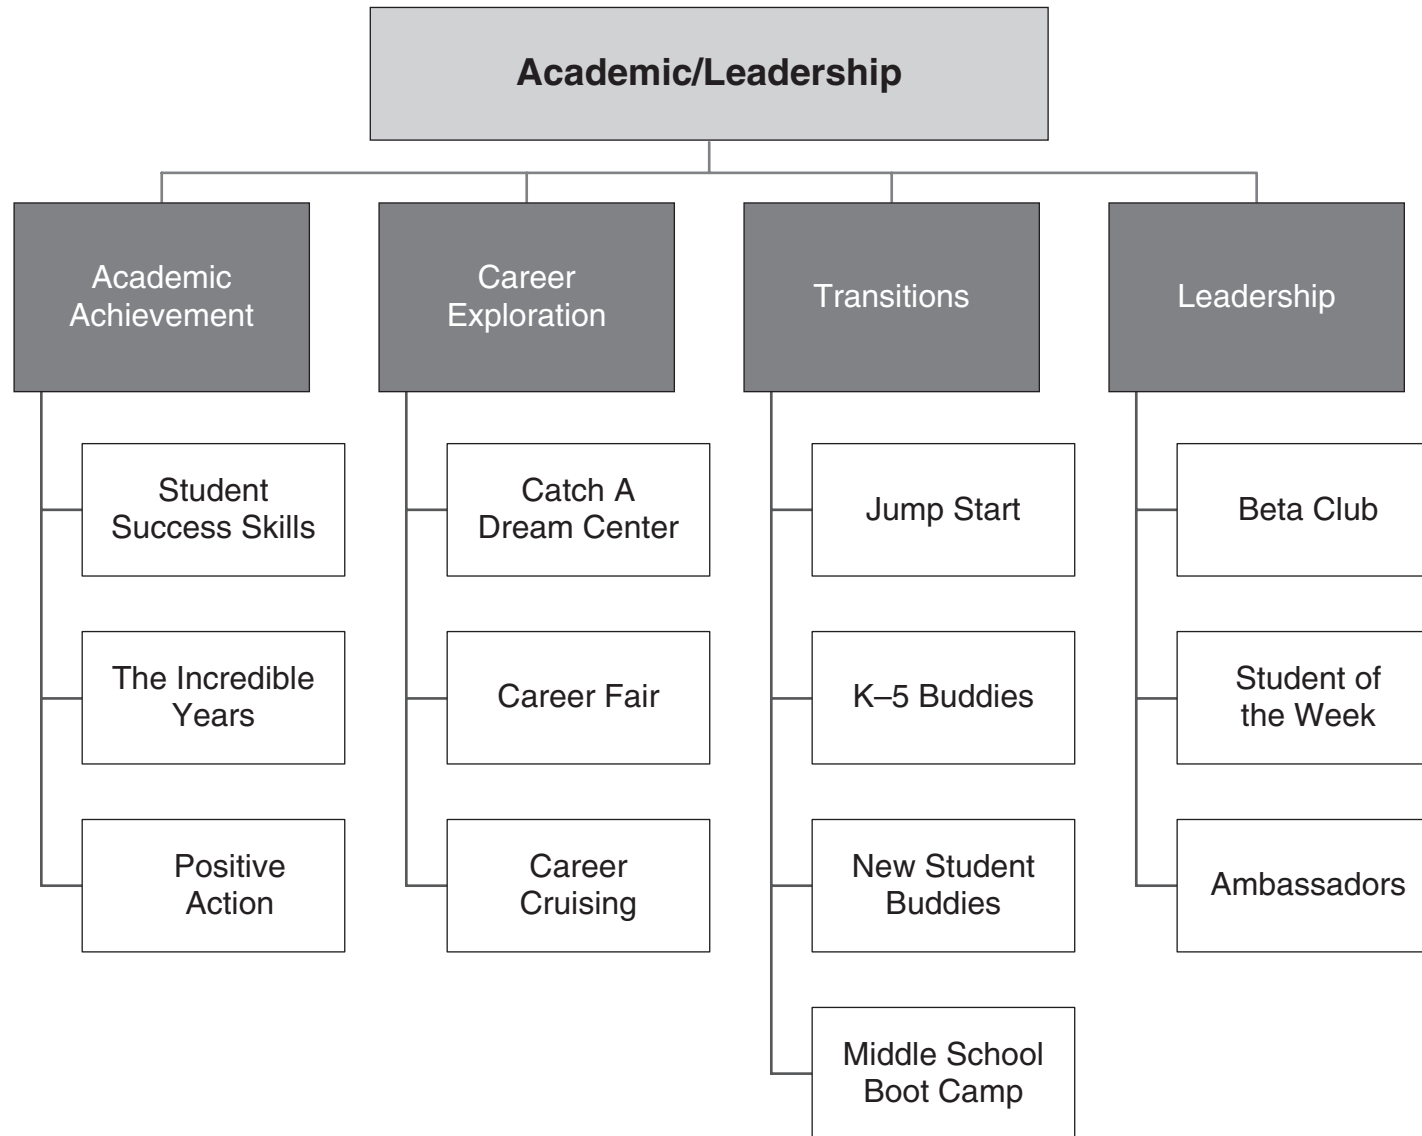 Academic/Leadership
Academic
Achievement
Student
Success Skills
The Incredible
Years
Positive
Action
Career
Exploration
Catch A
Dream Center
Career Fair
Career
Cruising
Transitions
Jump Start
K–5 Buddies
New Student
Buddies
Middle School
Boot Camp
Leadership
Beta Club
Student of
the Week
Ambassadors